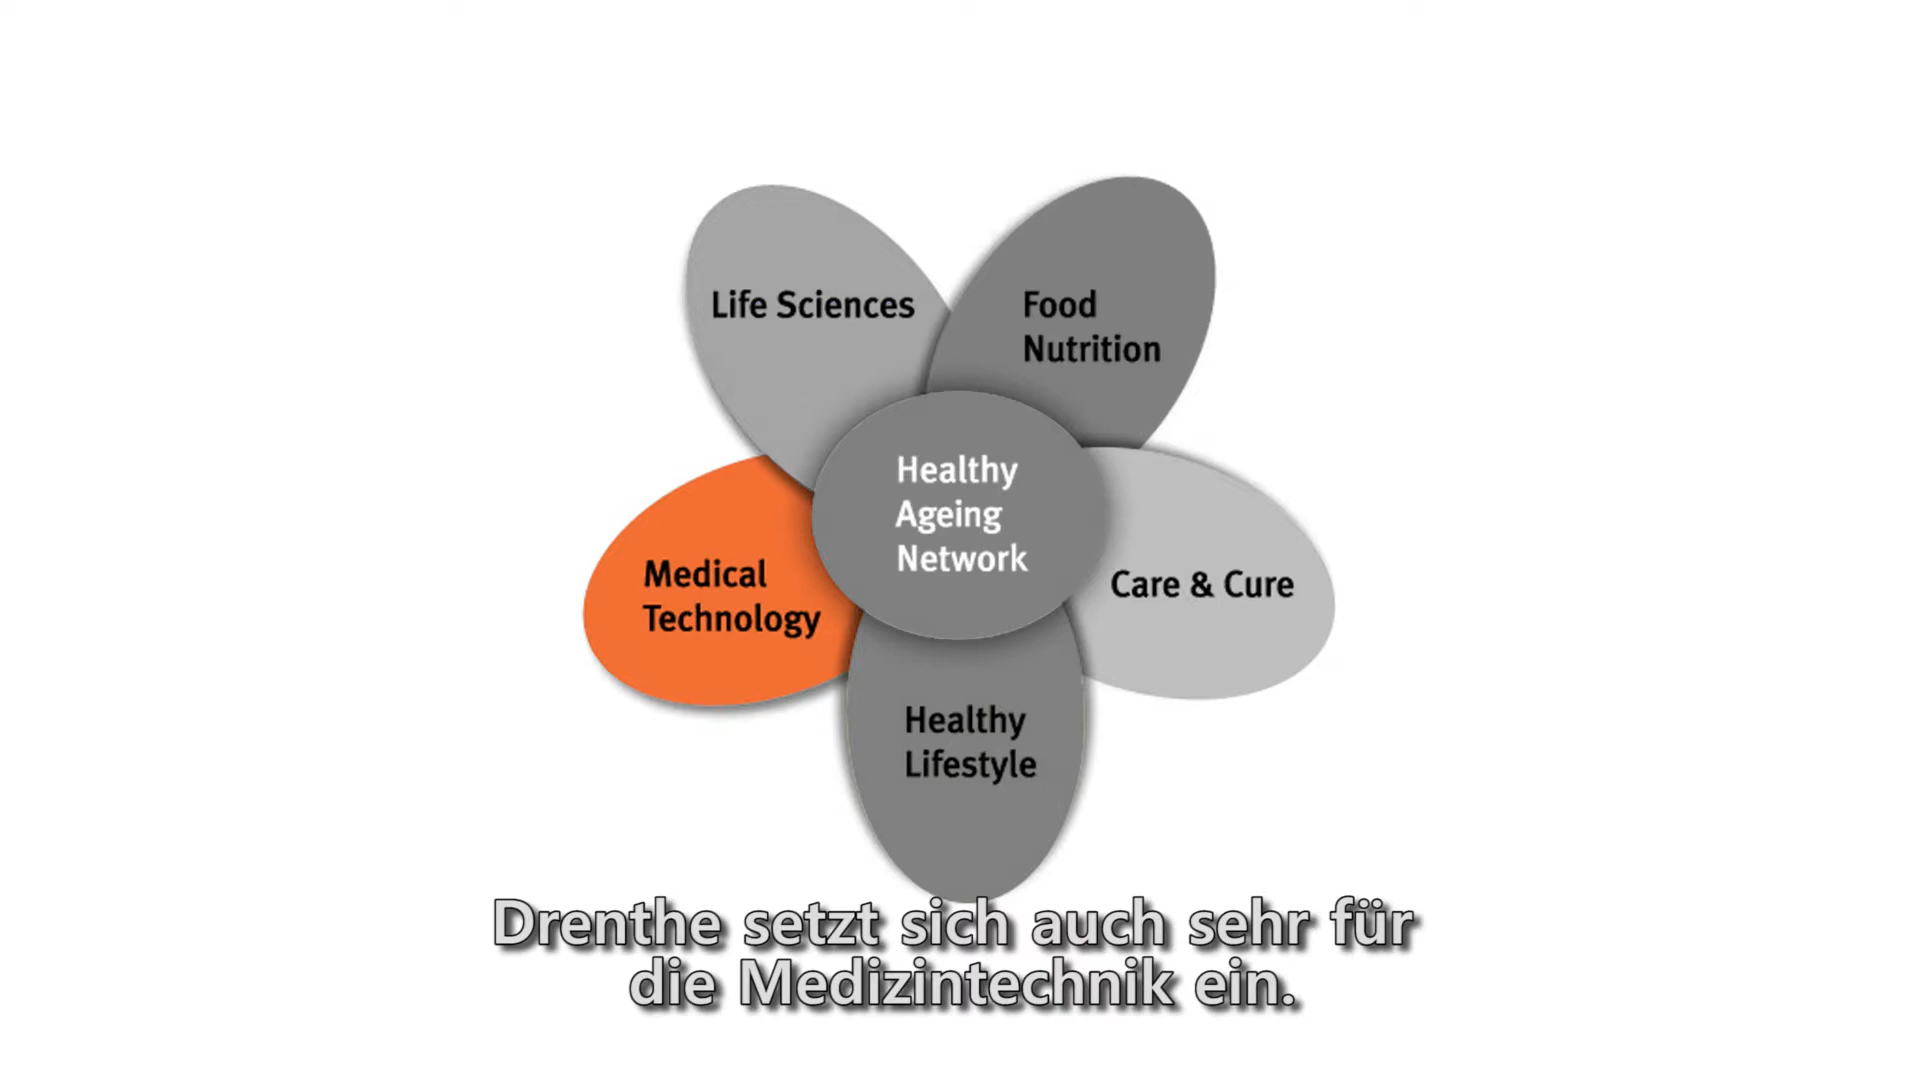 Life Sciences
Food
Nutrition
Healthy
Ageing
Network
Medical
Technology
Care & Cure
Healthy
Lifestyle
Drenthe setzt sich auch sehr für
die Medizintechnik ein.